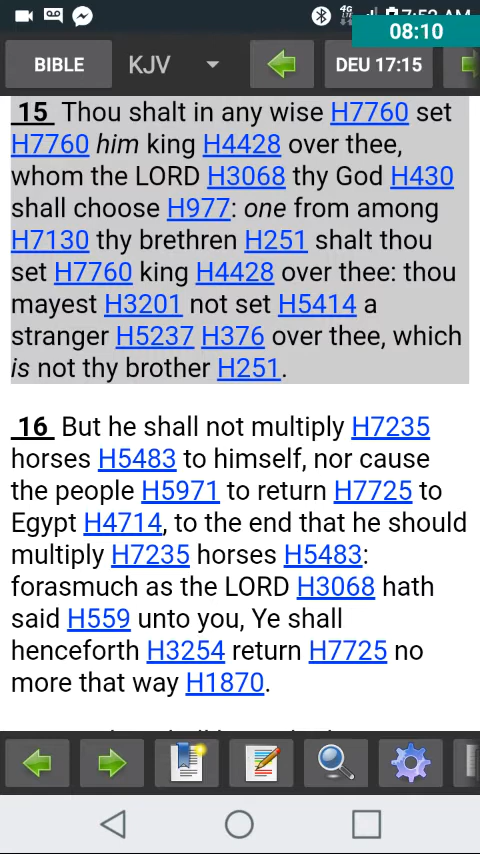 4G
LTE
7:52 AM
08:10
BIBLE
KJV
DEU 17:15
15 Thou shalt in any wise H7760 set
H7760 him king H4428 over thee,
whom the LORD H3068 thy God H430
shall choose H977: one from among
H7130 thy brethren H251 shalt thou
set H7760 king H4428 over thee: thou
mayest H3201 not set H5414 a
stranger H5237 H376 over thee, which
is not thy brother H251.
16 But he shall not multiply H7235
horses H5483 to himself, nor cause
the people H5971 to return H7725 to
Egypt H4714, to the end that he should
multiply H7235 horses H5483:
forasmuch as the LORD H3068 hath
said H559 unto you, Ye shall
henceforth H3254 return H7725 no
more that way H1870.